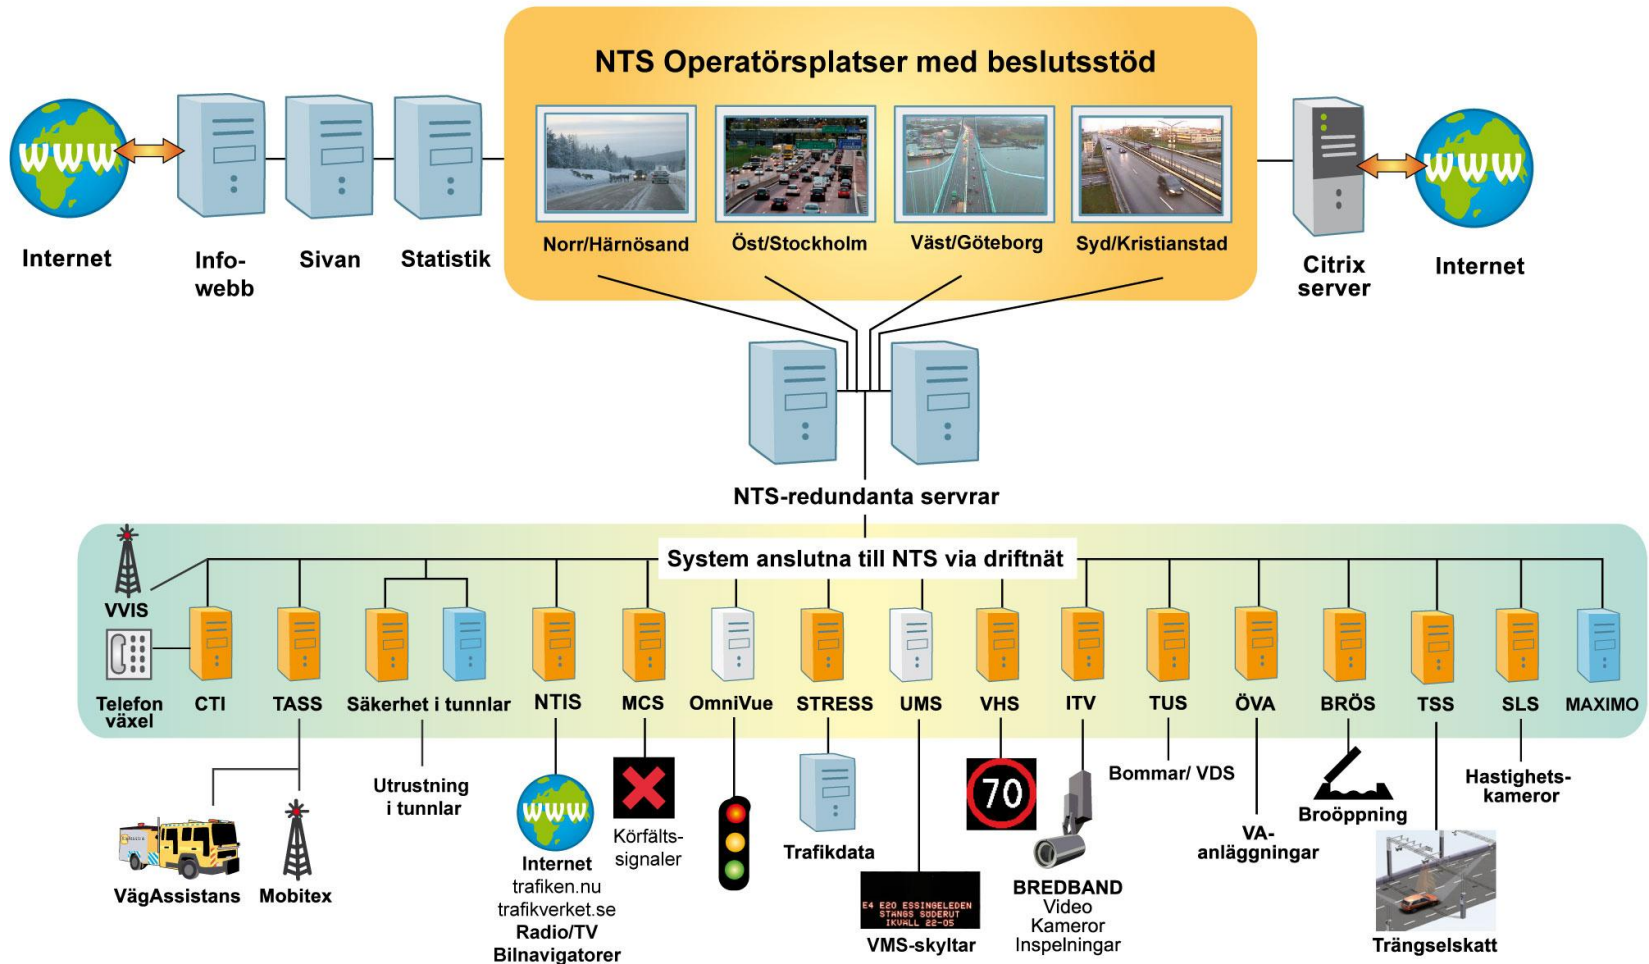 NTS Operatörsplatser med beslutsstöd
www
www
Norr/Härnösand
Öst/Stockholm
Väst/Göteborg
Syd/Kristianstad
Internet
Info-
webb
Sivan
Statistik
Citrix
server
Internet
NTS-redundanta servrar
System anslutna till NTS via driftnät
VVIS
Telefon
växel
CTI
TASS
Säkerhet i tunnlar
NTIS
MCS
OmniVue
STRESS
UMS
VHS
ITV
TUS
ÖVA
BRÖS
TSS
SLS
MAXIMO
VägAssistans
Mobitex
Utrustning
i tunnlar
www
Internet
trafiken.nu
trafikverket.se
Radio/TV
Bilnavigatorer
Körfälts-
signaler
Trafikdata
E4 E20 ESSINGELEDEN
STÄNGS SÖDERUT
IKVÄLL 22-05
VMS-skyltar
70
BREDBAND
Video
Kameror
Inspelningar
Bommar/ VDS
VA-
anläggningar
Broöppning
Trängselskatt
Hastighets-
kameror